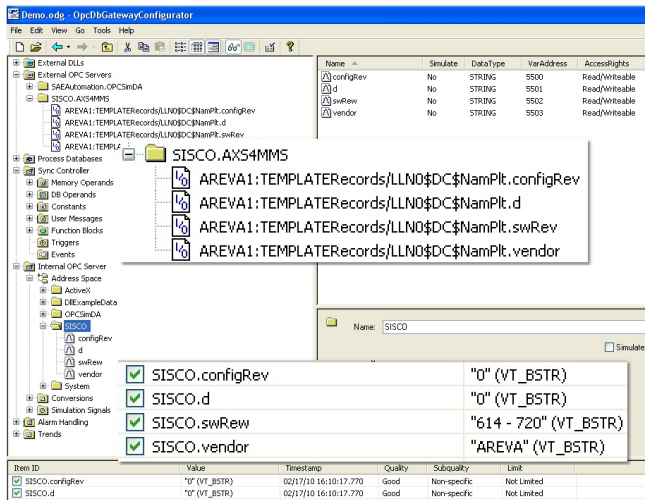 Demo.odg - OpcDbGatewayConfigurator
File Edit View Go Tools Help
External DLLs
External OPC Servers
SAEAutomation.OPCSimDA
SISCO.AXS4MMS
AREVA1:TEMPLATERecords/LLN0$DC$NamPlt.configRev
AREVA1:TEMPLATERecords/LLN0$DC$NamPlt.d
AREVA1:TEMPLATERecords/LLN0$DC$NamPlt.swRev
AREVA1:TEMPLA
Process Databases
Sync Controller
Memory Operands
DB Operands
Constants
User Messages
Function Blocks
Triggers
Events
Internal OPC Server
Address Space
ActiveX
DllExampleData
OPCSimDA
SISCO
configRev
d
swRew
vendor
System
Conversions
Simulation Signals
Alarm Handling
Trends
Name Simulate DataType VarAddress AccessRights
configRev No STRING 5500 Read/Writeable
d No STRING 5501 Read/Writeable
swRew No STRING 5502 Read/Writeable
vendor No STRING 5503 Read/Writeable
SISCO.AXS4MMS
AREVA1:TEMPLATERecords/LLN0$DC$NamPlt.configRev
AREVA1:TEMPLATERecords/LLN0$DC$NamPlt.d
AREVA1:TEMPLATERecords/LLN0$DC$NamPlt.swRev
AREVA1:TEMPLATERecords/LLN0$DC$NamPlt.vendor
Name: SISCO
Simulate
SISCO.configRev "0" (VT_BSTR)
SISCO.d "0" (VT_BSTR)
SISCO.swRew "614 - 720" (VT_BSTR)
SISCO.vendor "AREVA" (VT_BSTR)
Item ID Value Timestamp Quality Subquality Limit
SISCO.configRev "0" (VT_BSTR) 02/17/10 16:10:17.770 Good Non-specific Not Limited
SISCO.d "0" (VT_BSTR) 02/17/10 16:10:17.770 Good Non-specific Not Limited